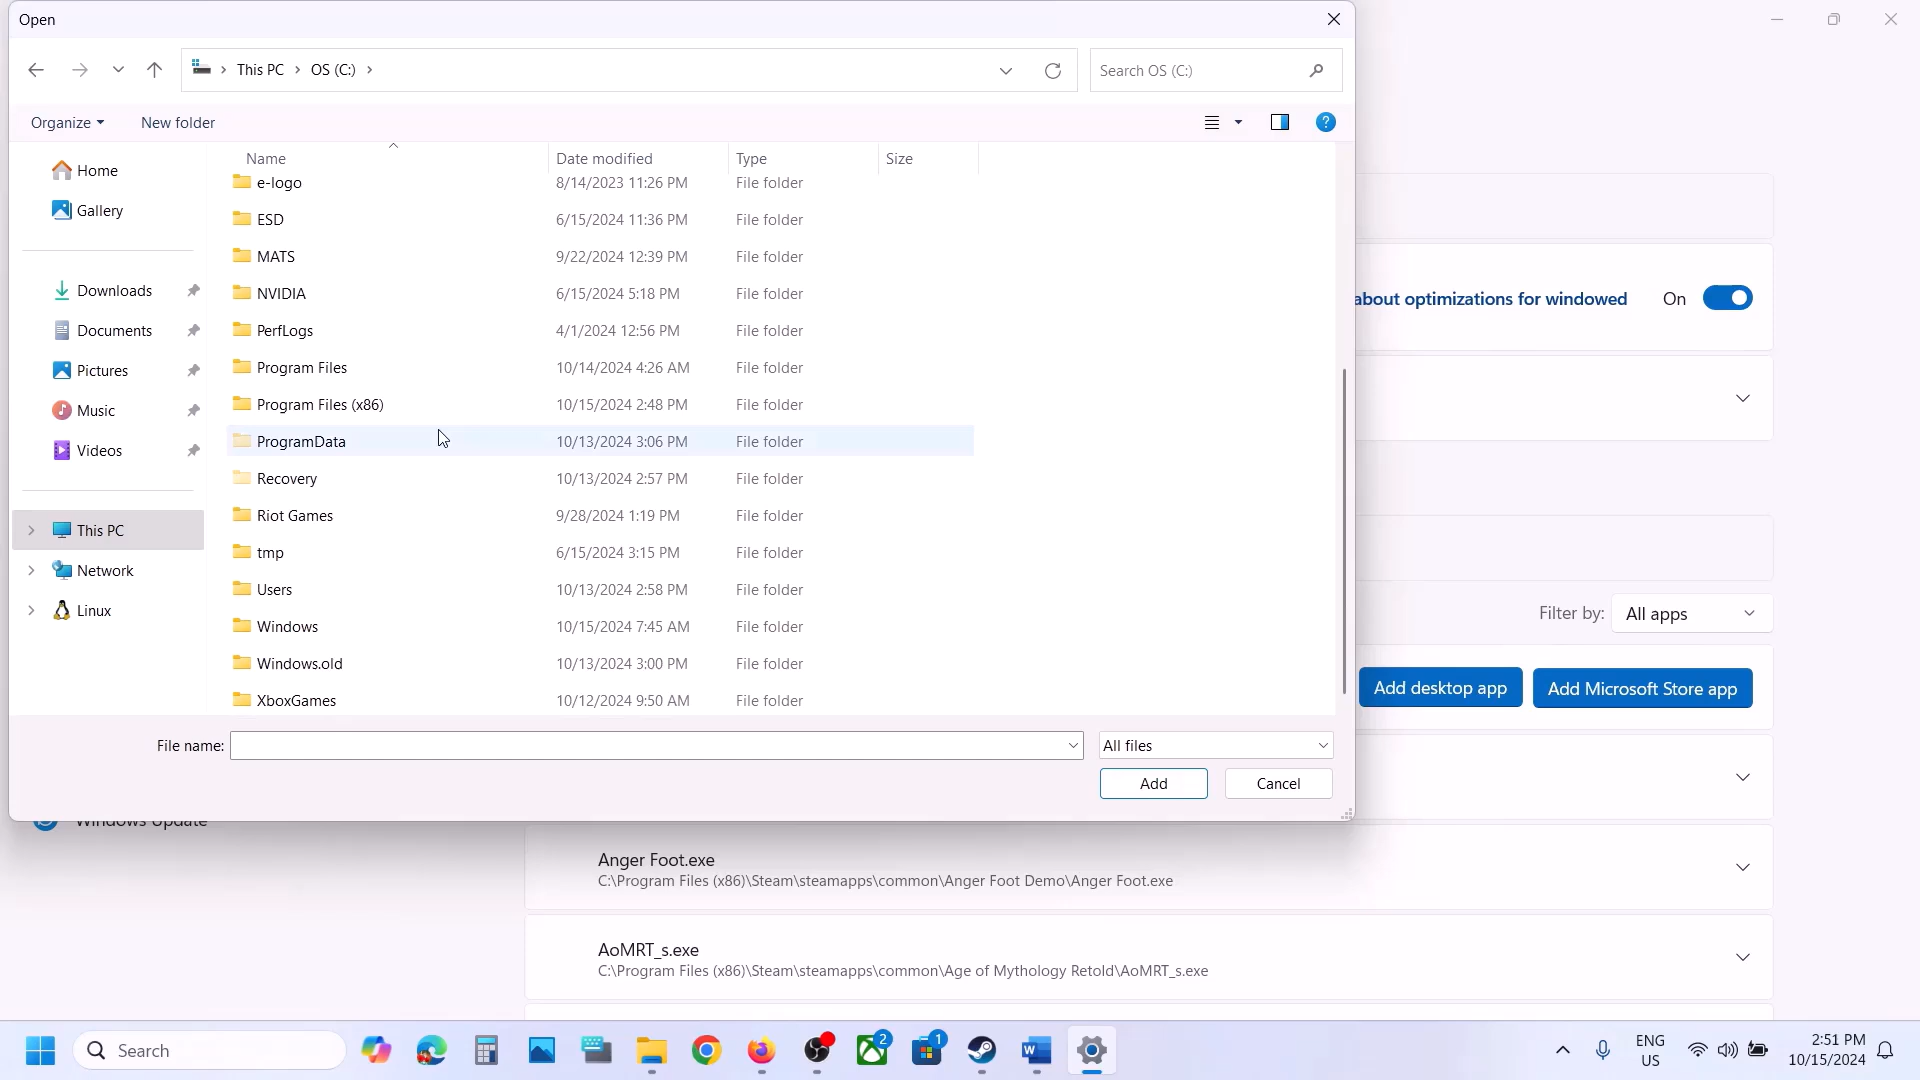 Open
This PC > OS (C:) >
Search OS (C:)
Organize
New folder
Name
Date modified
Type
Size
Home
Gallery
Downloads
Documents
Pictures
Music
Videos
This PC
Network
Linux
e-logo 8/14/2023 11:26 PM File folder
ESD 6/15/2024 11:36 PM File folder
MATS 9/22/2024 12:39 PM File folder
NVIDIA 6/15/2024 5:18 PM File folder
PerfLogs 4/1/2024 12:56 PM File folder
Program Files 10/14/2024 4:26 AM File folder
Program Files (x86) 10/15/2024 2:48 PM File folder
ProgramData 10/13/2024 3:06 PM File folder
Recovery 10/13/2024 2:57 PM File folder
Riot Games 9/28/2024 1:19 PM File folder
tmp 6/15/2024 3:15 PM File folder
Users 10/13/2024 2:58 PM File folder
Windows 10/15/2024 7:45 AM File folder
Windows.old 10/13/2024 3:00 PM File folder
XboxGames 10/12/2024 9:50 AM File folder
File name:
All files
Add
Cancel
about optimizations for windowed
On
Filter by:
All apps
Add desktop app
Add Microsoft Store app
Windows Update
Anger Foot.exe
C:\Program Files (x86)\Steam\steamapps\common\Anger Foot Demo\Anger Foot.exe
AoMRT_s.exe
C:\Program Files (x86)\Steam\steamapps\common\Age of Mythology Retold\AoMRT_s.exe
Search
2
1
ENG
US
2:51 PM
10/15/2024